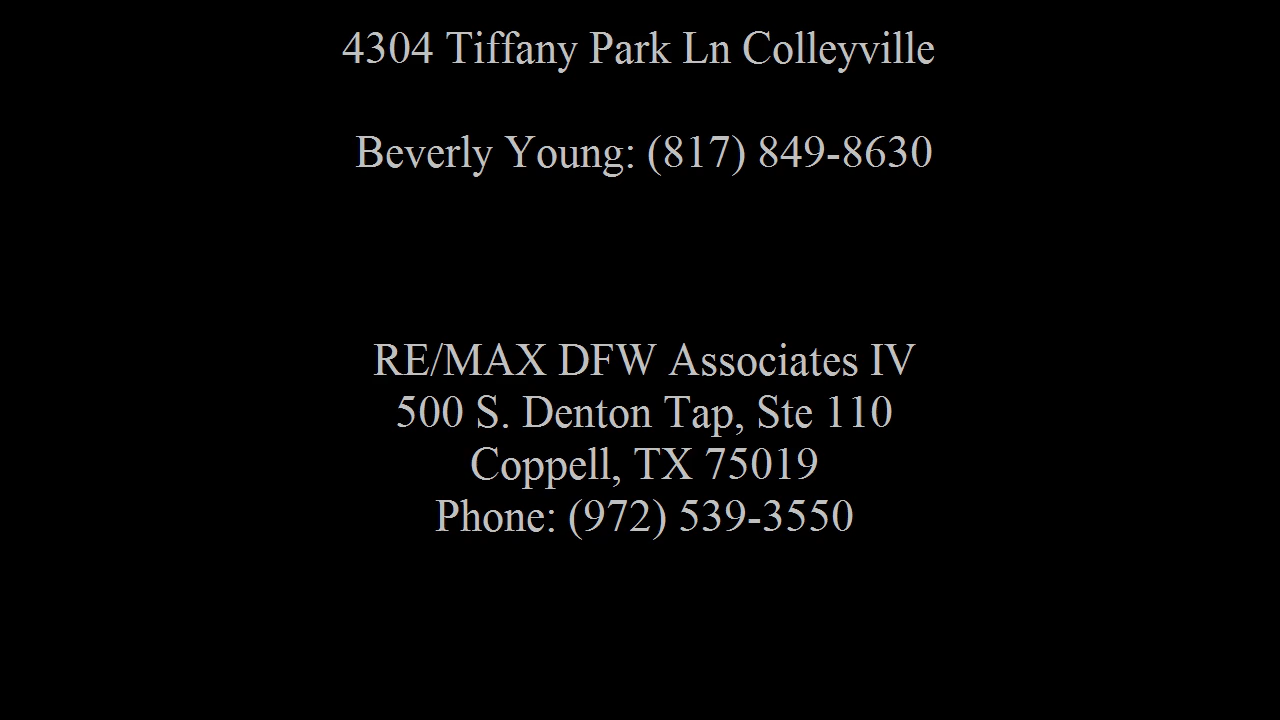 4304 Tiffany Park Ln Colleyville
Beverly Young: (817) 849-8630
RE/MAX DFW Associates IV
500 S. Denton Tap, Ste 110
Coppell, TX 75019
Phone: (972) 539-3550